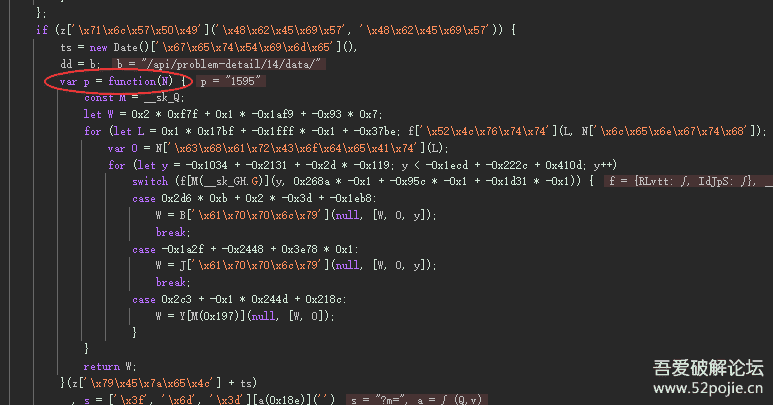 };
if (z['\x71\x6c\x57\x50\x49']('\x48\x62\x45\x69\x57', '\x48\x62\x45\x69\x57')) {
ts = new Date()['\x67\x65\x74\x54\x69\x6d\x65'](),
dd = b; b = "/api/problem-detail/14/data/"
var p = function(N) { p = "1595"
const M = __sk_Q;
let W = 0x2 * 0xf7f + 0x1 * -0x1af9 + -0x93 * 0x7;
for (let L = 0x1 * 0x17bf + -0x1fff * -0x1 + -0x37be; f['\x52\x4c\x76\x74\x74'](L, N['\x6c\x65\x6e\x67\x74\x68']); L++) {
var O = N['\x63\x68\x61\x72\x43\x6f\x64\x65\x41\x74'](L);
for (let y = -0x1034 + -0x2131 + -0x2d * -0x119; y < -0x1ecd + -0x222c + 0x410d; y++)
switch (f[M(__sk_GH.G)](y, 0x268a * -0x1 + -0x95c * -0x1 + -0x1d31 * -0x1)) { f = {RLvtt: ƒ, IdJpS: ƒ},
case 0x2d6 * 0xb + 0x2 * -0x3d + -0x1eb8:
W = B['\x61\x70\x70\x6c\x79'](null, [W, O, y]);
break;
case -0x1a2f + -0x2448 + 0x3e78 * 0x1:
W = J['\x61\x70\x70\x6c\x79'](null, [W, O, y]);
break;
case 0x2c3 + -0x1 * 0x244d + 0x218c:
W = Y[M(0x197)](null, [W, O]);
}
}
return W;
}(z['\x79\x45\x7a\x65\x4c'] + ts)
, s = ['\x3f', '\x6d', '\x3d'][a(0x18e)]('') s = "?m=", a = ƒ (Q,v)
吾爱破解论坛
www.52pojie.cn